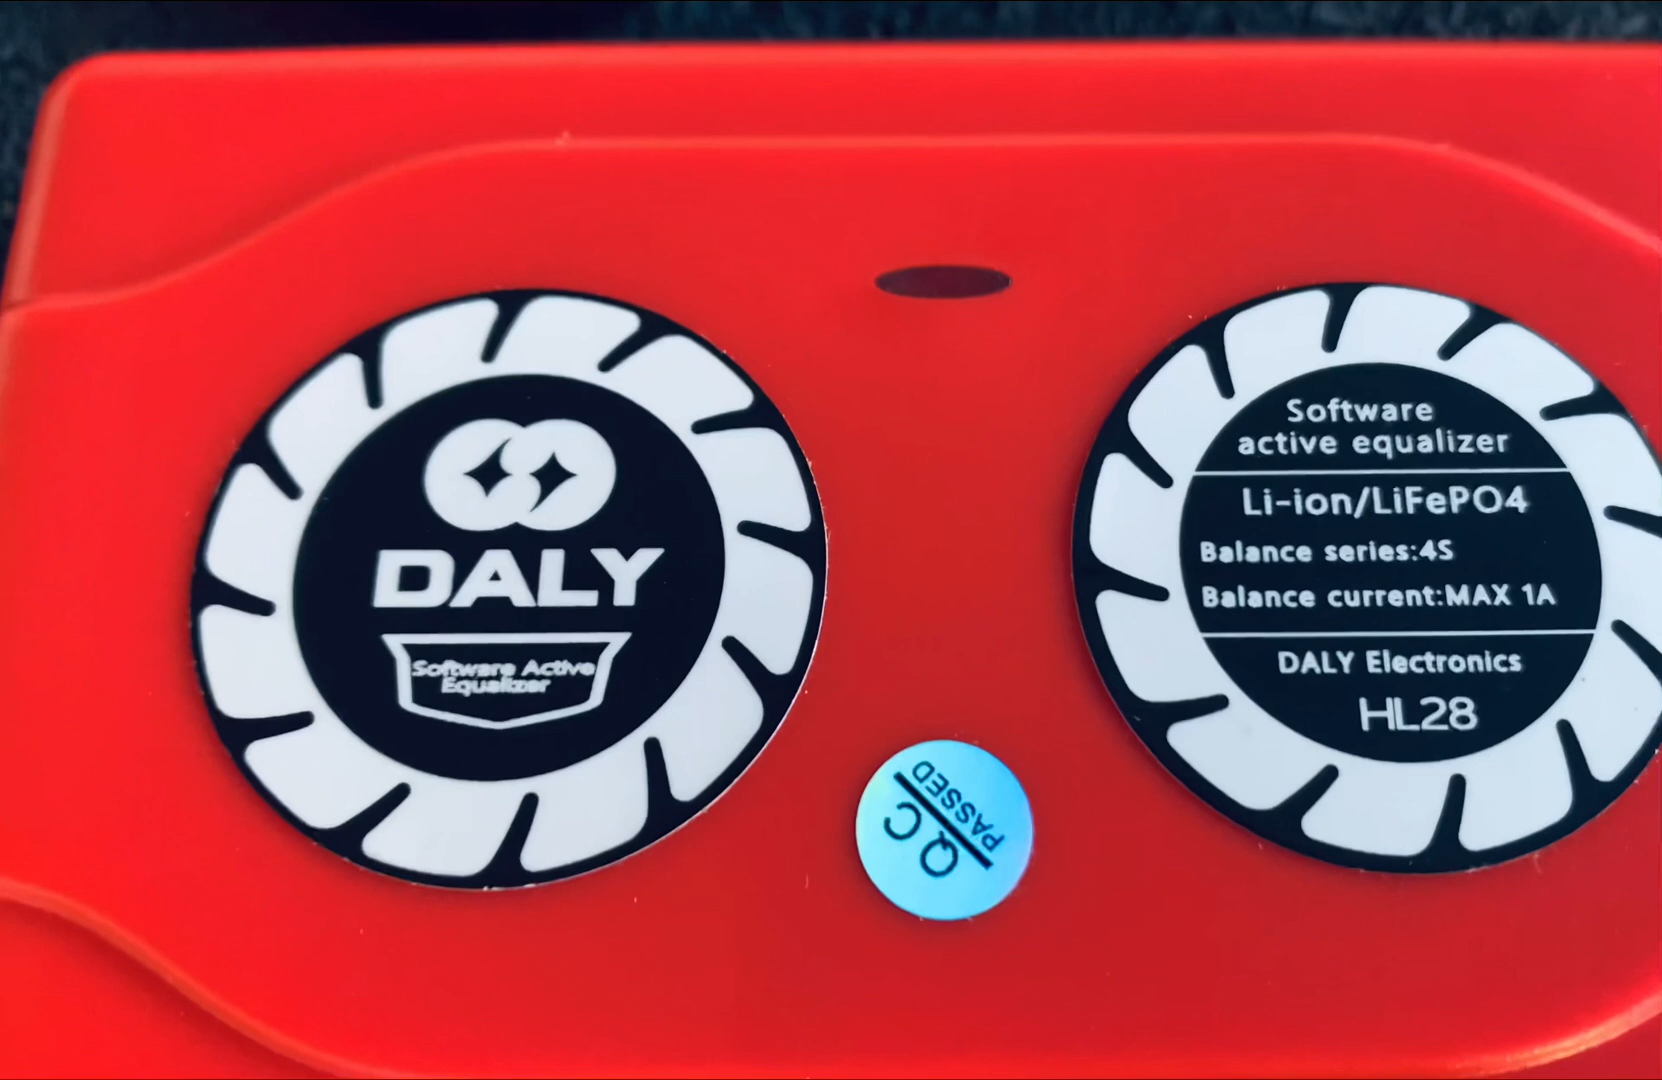 DALY
Software Active
Equalizer
QC
PASSED
Software
active equalizer
Li-ion/LiFePO4
Balance series:4S
Balance current:MAX 1A
DALY Electronics
HL28